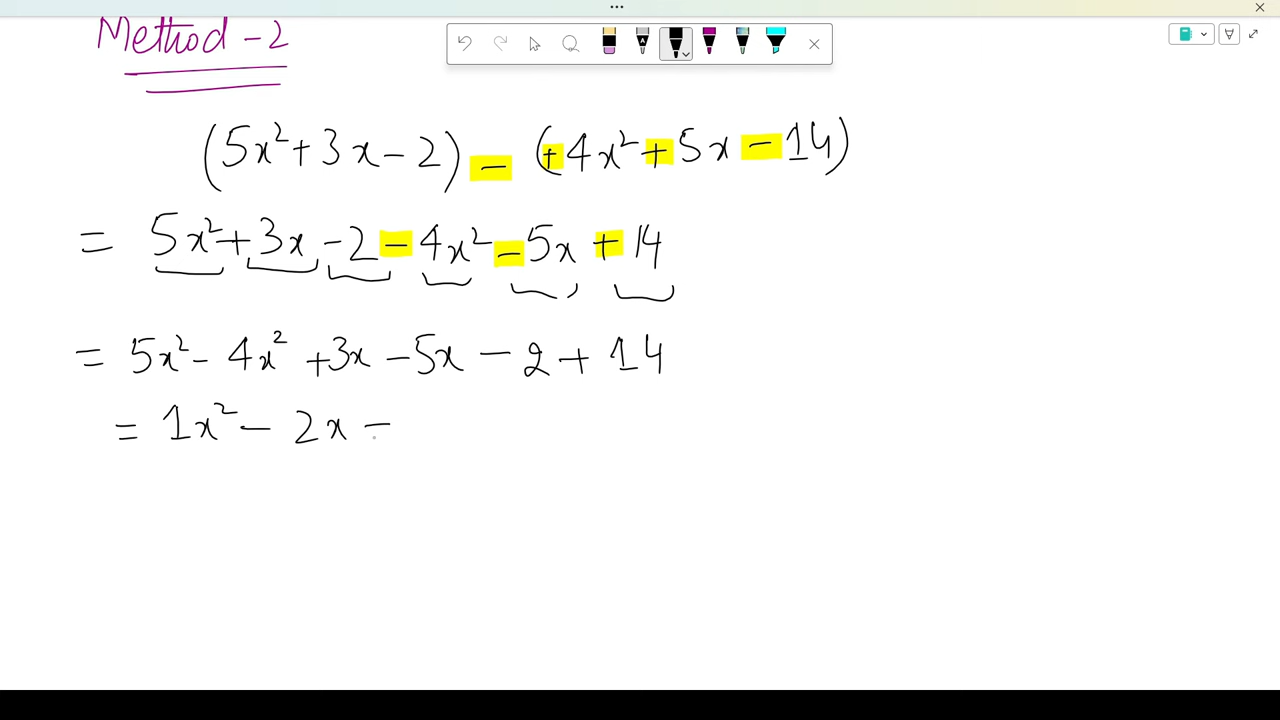 Method - 2
(5x² + 3x - 2) - (+4x² + 5x - 14)
= 5x² + 3x - 2 - 4x² - 5x + 14
= 5x² - 4x² + 3x - 5x - 2 + 14
= 1x² - 2x -